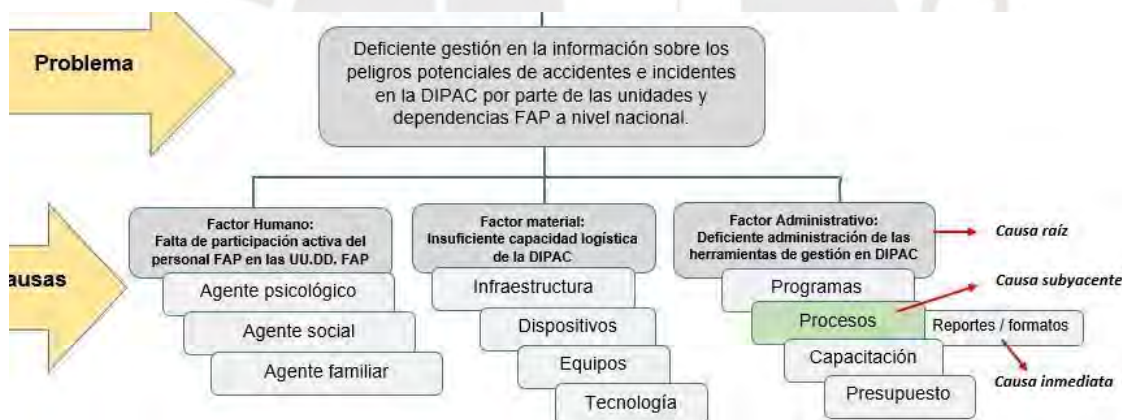 Problema
Deficiente gestión en la información sobre los
peligros potenciales de accidentes e incidentes
en la DIPAC por parte de las unidades y
dependencias FAP a nivel nacional.
ausas
Factor Humano:
Falta de participación activa del
personal FAP en las UU.DD. FAP
Agente psicológico
Agente social
Agente familiar
Factor material:
Insuficiente capacidad logística
de la DIPAC
Infraestructura
Dispositivos
Equipos
Tecnología
Factor Administrativo:
Deficiente administración de las
herramientas de gestión en DIPAC
Programas
Procesos
Reportes / formatos
Capacitación
Presupuesto
Causa raíz
Causa subyacente
Causa inmediata